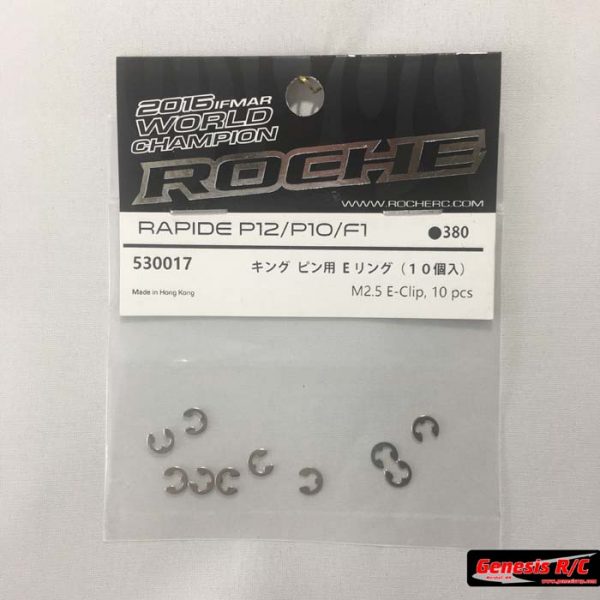 2015 IFMAR
WORLD
CHAMPION
ROCHE
WWW.ROCHERC.COM
RAPIDE P12/P10/F1
●380
530017
キング ピン用 Eリング（10個入）
Made in Hong Kong
M2.5 E-Clip, 10 pcs
Genesis R/C